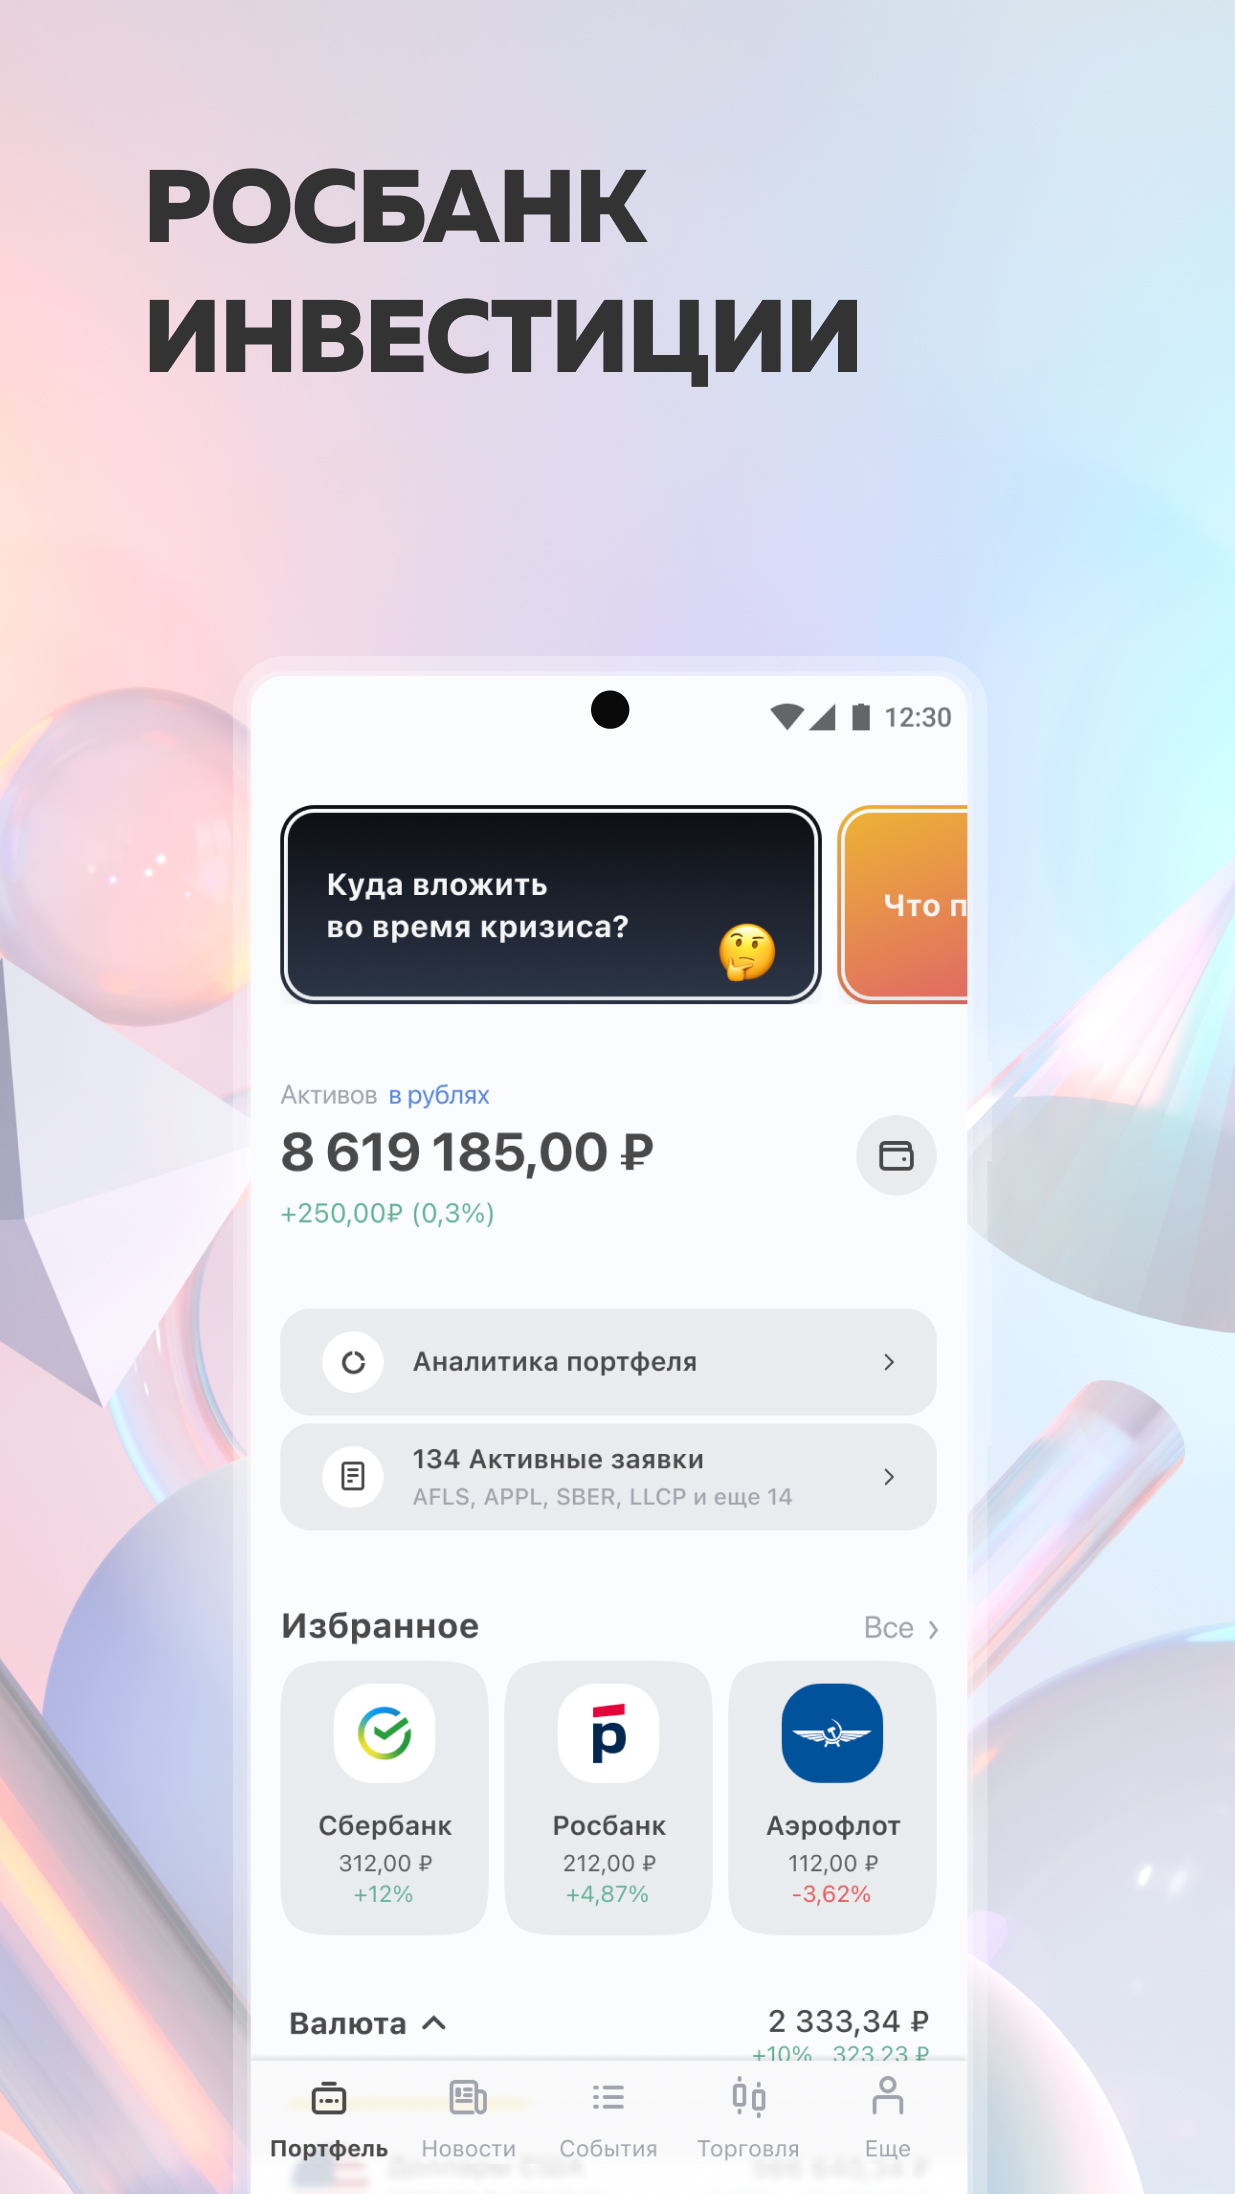 РОСБАНК
ИНВЕСТИЦИИ
12:30
Куда вложить
во время кризиса?
Что п
Активов в рублях
8 619 185,00 ₽
+250,00₽ (0,3%)
Аналитика портфеля
134 Активные заявки
AFLS, APPL, SBER, LLCP и еще 14
Избранное
Все
Сбербанк
312,00 ₽
+12%
Росбанк
212,00 ₽
+4,87%
Аэрофлот
112,00 ₽
-3,62%
Валюта
2 333,34 ₽
+10% 323,23 ₽
Портфель
Новости
События
Торговля
Еще